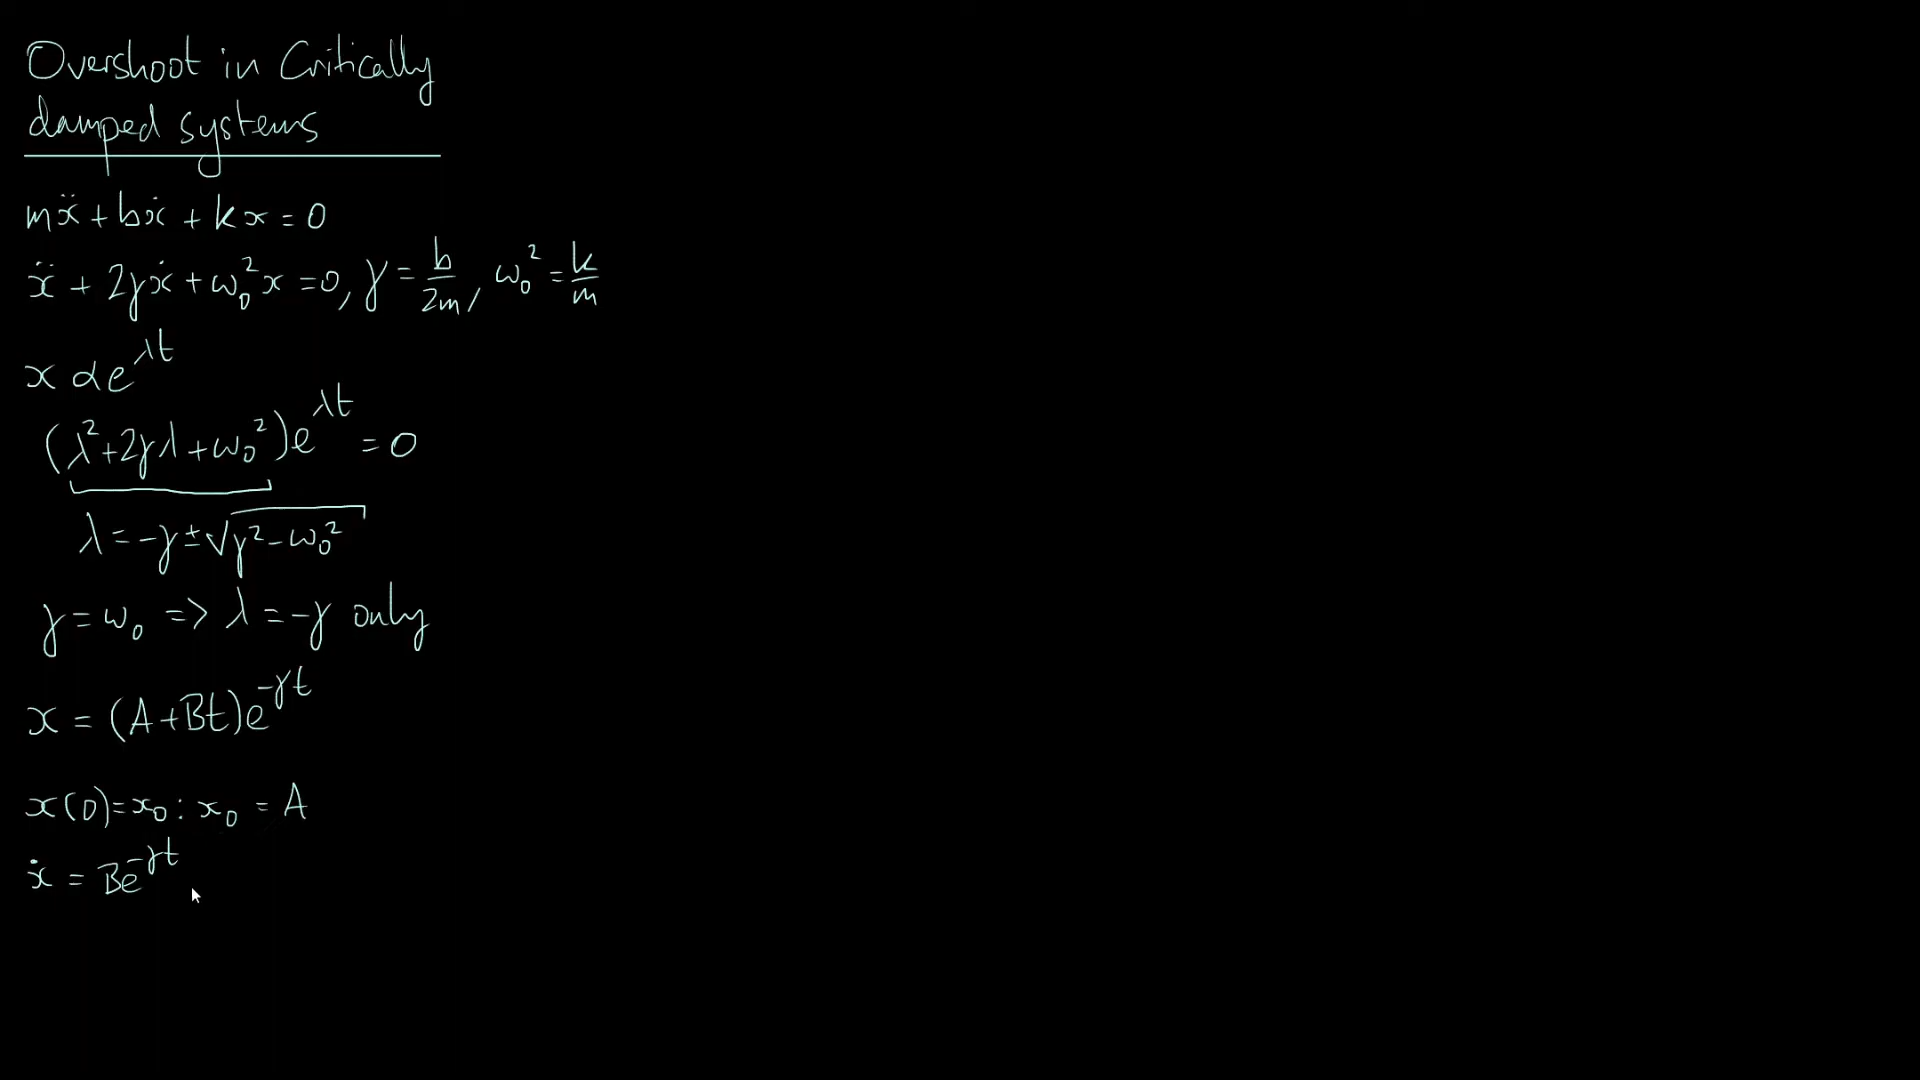 Overshoot in Critically
damped systems
mẍ + bẋ + kx = 0
ẍ + 2γẋ + ω₀²x = 0, γ = b/2m, ω₀² = k/m
x α e^λt
(λ² + 2γλ + ω₀²)e^λt = 0
λ = -γ ± √γ² - ω₀²
γ = ω₀ => λ = -γ only
x = (A + Bt)e^-γt
x(0) = x₀ : x₀ = A
ẋ = Be^-γt